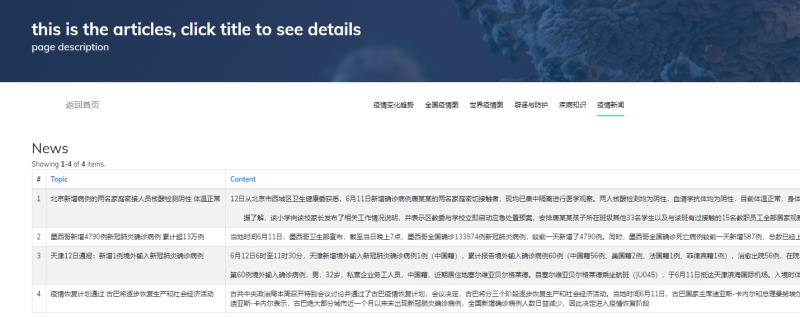 this is the articles, click title to see details
page description
返回首页
疫情变化趋势 全国疫情图 世界疫情图 辟谣与防护 疾病知识 疫情新闻
News
Showing 1-4 of 4 items.
# Topic Content
1 北京新增病例的两名家庭密接人员核酸检测阴性 体温正常 12日从北京市西城区卫生健康委获悉，6月11日新增确诊病例唐某某的两名家庭密切接触者，现均已集中隔离进行医学观察。两人核酸检测均为阴性，血清学抗体均为阴性，目前体温正常，身体
据了解，该小学向该校家长发布了相关工作情况说明，并表示区教委与学校立即启动应急处置预案，安排唐某某孩子所在班级其他33名学生以及与该班有过接触的15名教职员工全部居家观
2 墨西哥新增4790例新冠肺炎确诊病例 累计超13万例 当地时间6月11日，墨西哥卫生部宣布，截至当日晚上7点，墨西哥全国确诊133974例新冠肺炎病例，较前一天新增了4790例。同时，墨西哥全国确诊死亡病例较前一天新增587例，总数已经上
3 天津12日通报：新增1例境外输入新冠肺炎确诊病例 6月12日6时至11时30分，天津新增境外输入新冠肺炎确诊病例1例（中国籍），累计报告境外输入确诊病例60例（中国籍56例、美国籍2例、法国籍1例、菲律宾籍1例），治愈出院56例，在院
第60例境外输入确诊病例，男，32岁，私营企业务工人员，中国籍，近期居住地塞尔维亚贝尔格莱德。自塞尔维亚贝尔格莱德乘坐航班（JU045），于6月11日抵达天津滨海国际机场。入境时体
4 疫情恢复计划通过 古巴将逐步恢复生产和社会经济活动 古共中央政治局本周召开特别会议讨论并通过了古巴疫情恢复计划，会议决定，古巴将分三个阶段逐步恢复生产和社会经济活动。当地时间6月11日，古巴国家主席迪亚斯-卡内尔和总理曼努埃尔
迪亚斯-卡内尔表示，古巴绝大部分城市近一个月以来未出现新冠肺炎病例，全国新增确诊病例人数日益减少，因此决定进入疫情恢复阶段